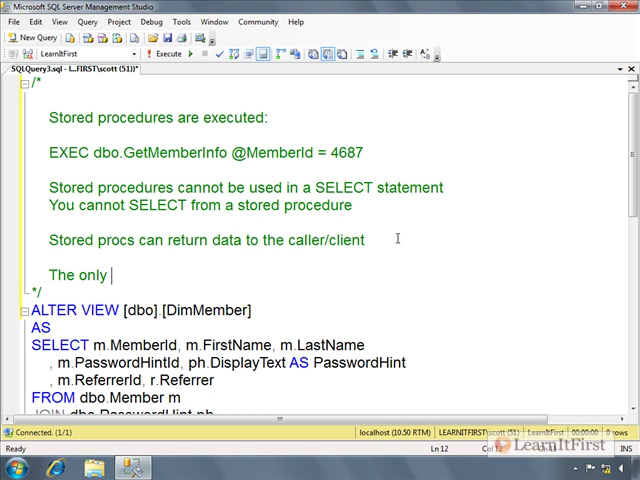 Microsoft SQL Server Management Studio
File Edit View Query Project Debug Tools Window Community Help
New Query
LearnItFirst Execute
SQLQuery3.sql - l...FIRST\scott (51))*
/*
Stored procedures are executed:
EXEC dbo.GetMemberInfo @MemberId = 4687
Stored procedures cannot be used in a SELECT statement
You cannot SELECT from a stored procedure
Stored procs can return data to the caller/client
The only
*/
ALTER VIEW [dbo].[DimMember]
AS
SELECT m.MemberId, m.FirstName, m.LastName
, m.PasswordHintId, ph.DisplayText AS PasswordHint
, m.ReferrerId, r.Referrer
FROM dbo.Member m
JOIN dbo.PasswordHint ph
Connected. (1/1) localhost (10.50 RTM) LEARNITFIRST\scott (51) LearnItFirst 00:00:00 0 rows
LearnItFirst
Ready Ln 12 INS